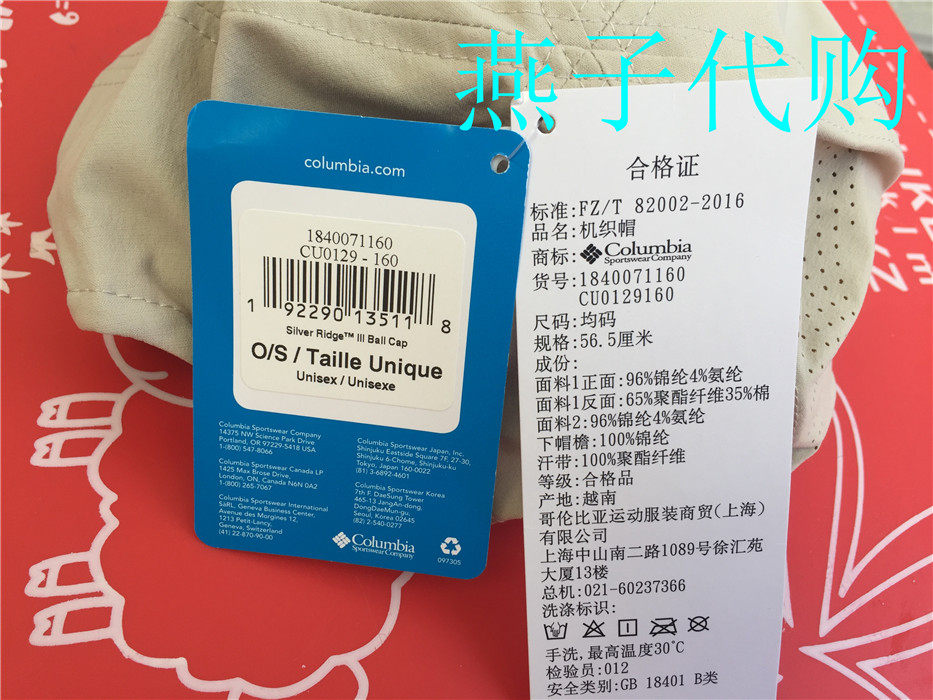 燕子代购
columbia.com
1840071160
CU0129 - 160
1 92290 13511 8
Silver Ridge™ III Ball Cap
O/S / Taille Unique
Unisex / Unisexe
Columbia Sportswear Company
14375 NW Science Park Drive
Portland, OR 97229-5418 USA
1-(800) 547-8066
Columbia Sportswear Canada LP
1425 Max Brose Drive,
London, ON, Canada N6N 0A2
1-(800) 265-7067
Columbia Sportswear International
SàRL, Geneva Business Center,
Avenue des Morgines 12,
1213 Petit-Lancy,
Geneva, Switzerland
(41) 22-870-90-00
Columbia Sportswear Japan, Inc.
Shinjuku Eastside Square 7F, 27-30,
Shinjuku 6-Chome, Shinjuku-ku
Tokyo, Japan 160-0022
(81) 3-6892-4601
Columbia Sportswear Korea
7th F. DaeSung Tower
465-13 JangAn-dong,
DongDaeMun-gu,
Seoul, Korea 02645
(82) 2-540-0277
Columbia
Sportswear Company
097305
合格证
标准:FZ/T 82002-2016
品名:机织帽
商标:Columbia
Sportswear Company
货号:1840071160
CU0129160
尺码:均码
规格:56.5厘米
成份:
面料1正面:96%锦纶4%氨纶
面料1反面:65%聚酯纤维35%棉
面料2:96%锦纶4%氨纶
下帽檐:100%锦纶
汗带:100%聚酯纤维
等级:合格品
产地:越南
哥伦比亚运动服装商贸(上海)
有限公司
上海中山南二路1089号徐汇苑
大厦13楼
总机:021-60237366
洗涤标识:
手洗,最高温度30℃
检验员:012
安全类别:GB 18401 B类